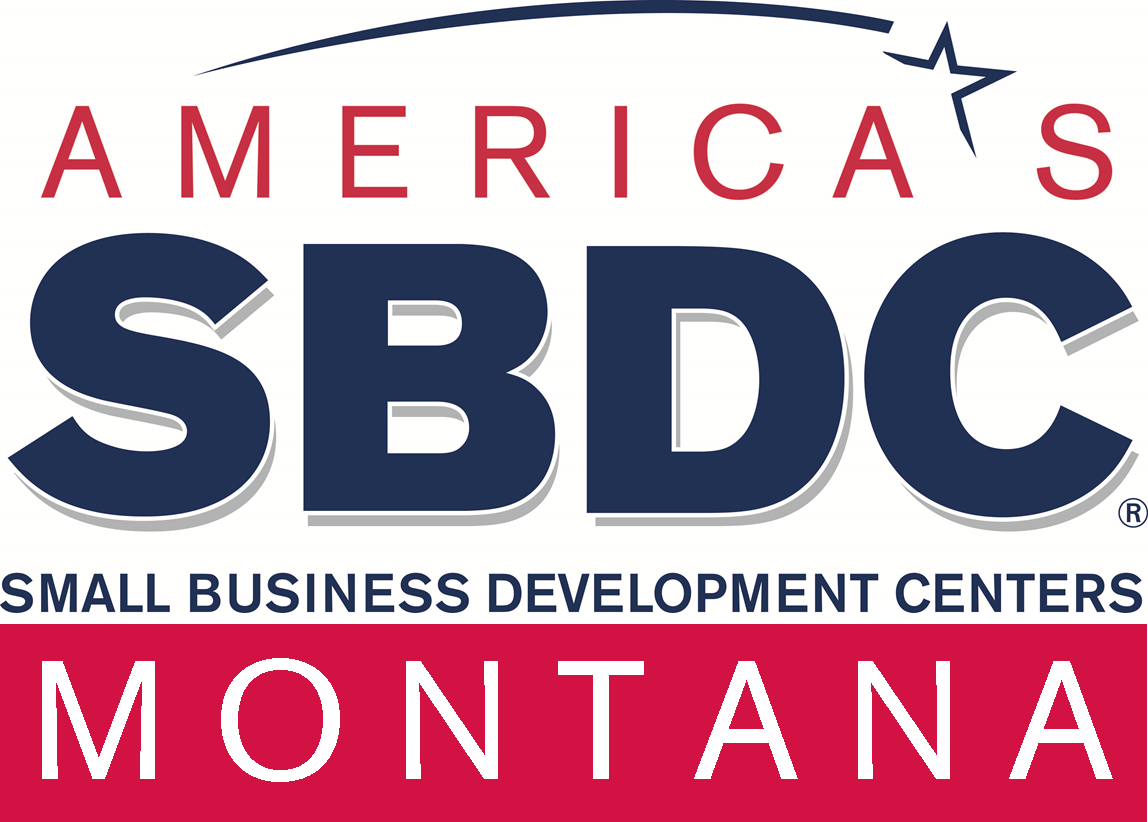 AMERICA'S
SBDC®
SMALL BUSINESS DEVELOPMENT CENTERS
MONTANA